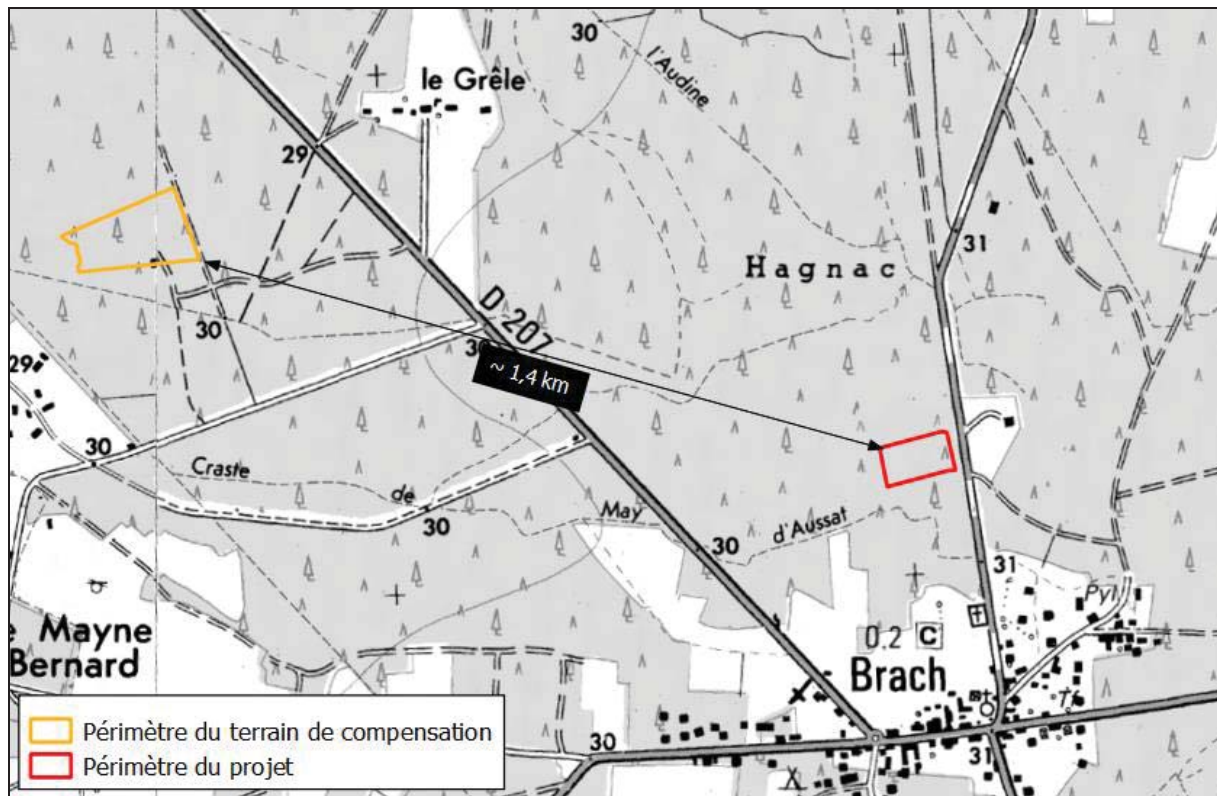 30
l'Audine
le Grêle
29
31
Hagnac
D 207
30
30
~ 1,4 km
29
30
Craste
de
May
d'Aussat
30
30
31
Pyl
Mayne
Bernard
0.2 C
Brach
30
31
Périmètre du terrain de compensation
Périmètre du projet